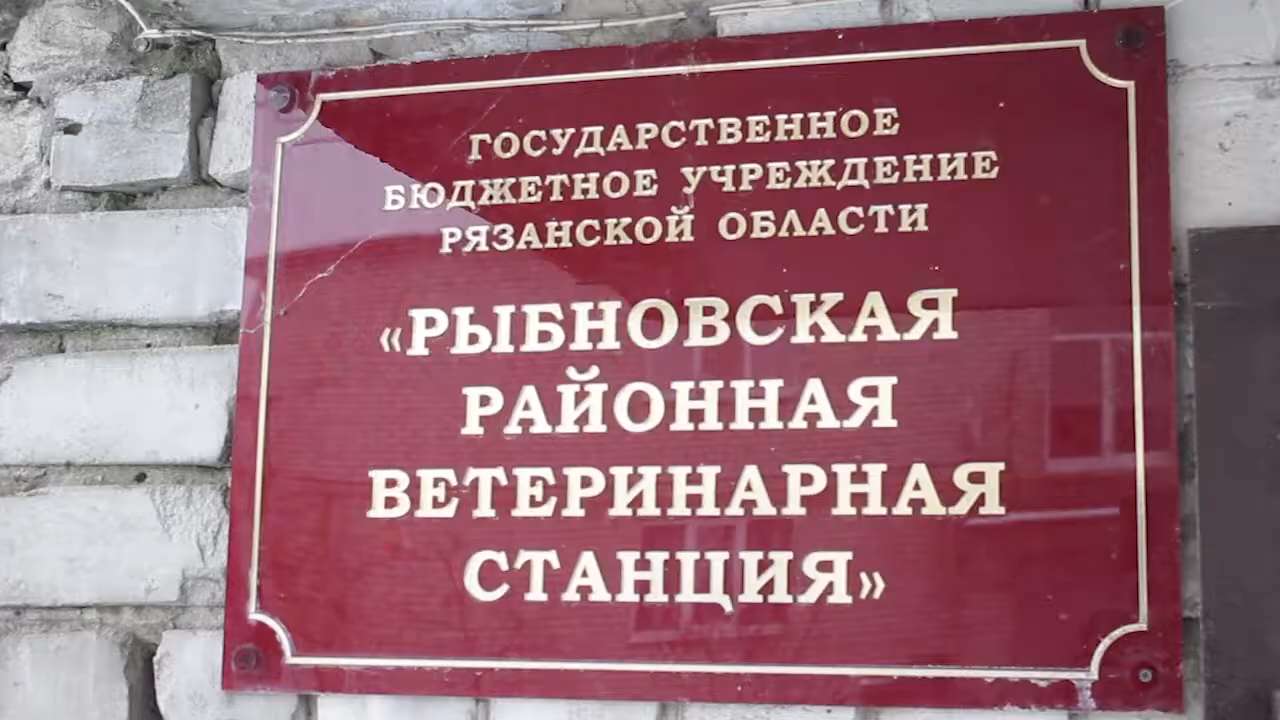 ГОСУДАРСТВЕННОЕ
БЮДЖЕТНОЕ УЧРЕЖДЕНИЕ
РЯЗАНСКОЙ ОБЛАСТИ
«РЫБНОВСКАЯ
РАЙОННАЯ
ВЕТЕРИНАРНАЯ
СТАНЦИЯ»